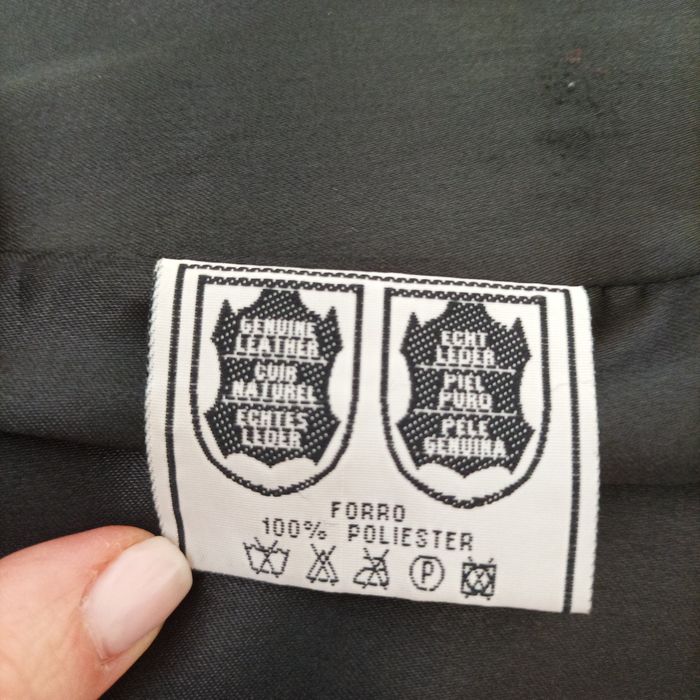 GENUINE
LEATHER
CUIR
NATUREL
ECHTES
LEDER
ECHT
LEDER
PIEL
PURO
PELE
GENUINA
FORRO
100% POLIESTER
P